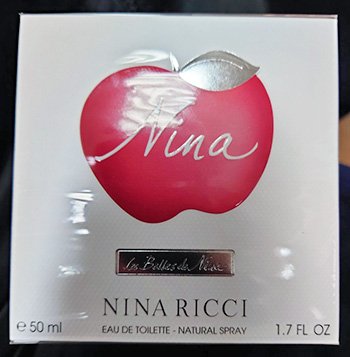 Nina
Les Belles de Nina
NINA RICCI
℮ 50 ml EAU DE TOILETTE - NATURAL SPRAY 1.7 FL OZ